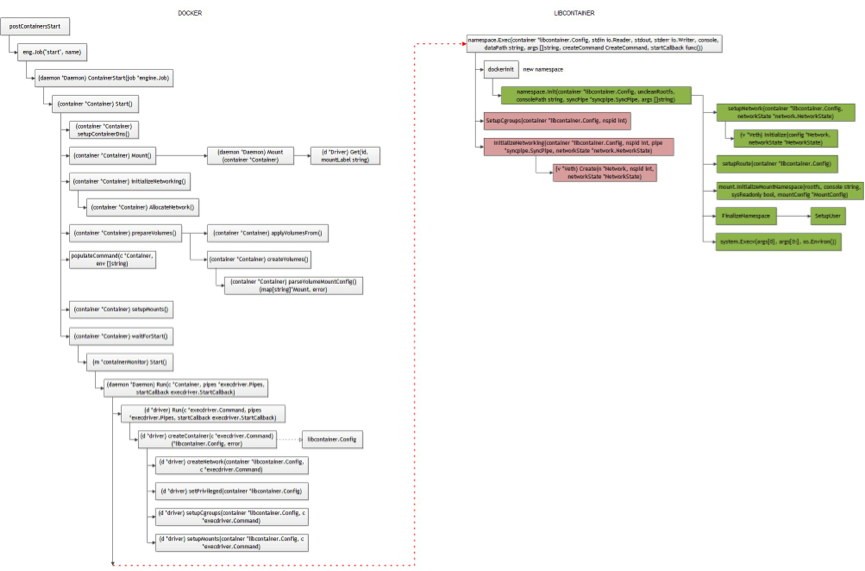 DOCKER
postContainersStart
eng.Job("start", name)
(daemon *Daemon) ContainerStart(job *engine.Job)
(container *Container) Start()
(container *Container)
setupContainerDns()
(container *Container) Mount()
(daemon *Daemon) Mount
(container *Container)
(d *Driver) Get(id,
mountLabel string)
(container *Container) initializeNetworking()
(container *Container) AllocateNetwork()
(container *Container) prepareVolumes()
(container *Container) applyVolumesFrom()
populateCommand(c *Container,
env []string)
(container *Container) createVolumes()
(container *Container) parseVolumeMountConfig()
(map[string]*Mount, error)
(container *Container) setupMounts()
(container *Container) waitForStart()
(m *containerMonitor) Start()
(daemon *Daemon) Run(c *Container, pipes *execdriver.Pipes,
startCallback execdriver.StartCallback)
(d *driver) Run(c *execdriver.Command, pipes
*execdriver.Pipes, startCallback execdriver.StartCallback)
(d *driver) createContainer(c *execdriver.Command)
(*libcontainer.Config, error)
libcontainer.Config
(d *driver) createNetwork(container *libcontainer.Config,
c *execdriver.Command)
(d *driver) setPrivileged(container *libcontainer.Config)
(d *driver) setupCgroups(container *libcontainer.Config, c
*execdriver.Command)
(d *driver) setupMounts(container *libcontainer.Config, c
*execdriver.Command)
LIBCONTAINER
namespace.Exec(container *libcontainer.Config, stdin io.Reader, stdout, stderr io.Writer, console,
dataPath string, args []string, createCommand CreateCommand, startCallback func())
dockerinit
new namespace
namespace.Init(container *libcontainer.Config, uncleanRootfs,
consolePath string, syncPipe *syncpipe.SyncPipe, args []string)
SetupCgroups(container *libcontainer.Config, nspid int)
InitializeNetworking(container *libcontainer.Config, nspid int, pipe
*syncpipe.SyncPipe, networkState *network.NetworkState)
(v *Veth) Create(n *Network, nspid int,
networkState *NetworkState)
setupNetwork(container *libcontainer.Config,
networkState *network.NetworkState)
(v *Veth) Initialize(config *Network,
networkState *NetworkState)
setupRoute(container *libcontainer.Config)
mount.InitializeMountNamespace(rootfs, console string,
sysReadonly bool, mountConfig *MountConfig)
FinalizeNamespace
SetupUser
system.Execv(args[0], args[0:], os.Environ())